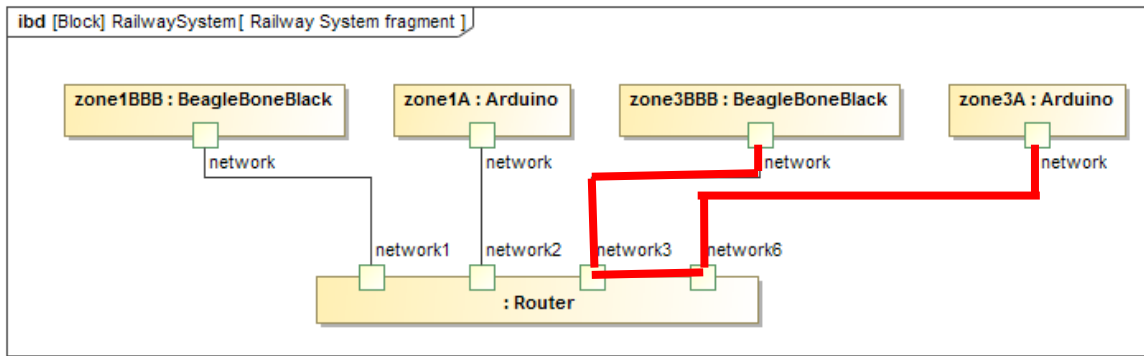 ibd [Block] RailwaySystem[ Railway System fragment ]
zone1BBB : BeagleBoneBlack
zone1A : Arduino
zone3BBB : BeagleBoneBlack
zone3A : Arduino
network
network
network
network
network1
network2
network3
network6
: Router